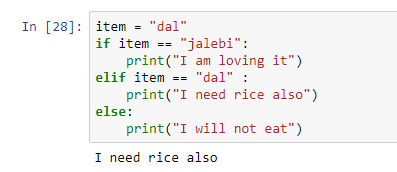 In [28]: item = "dal"
if item == "jalebi":
    print("I am loving it")
elif item == "dal" :
    print("I need rice also")
else:
    print("I will not eat")
I need rice also